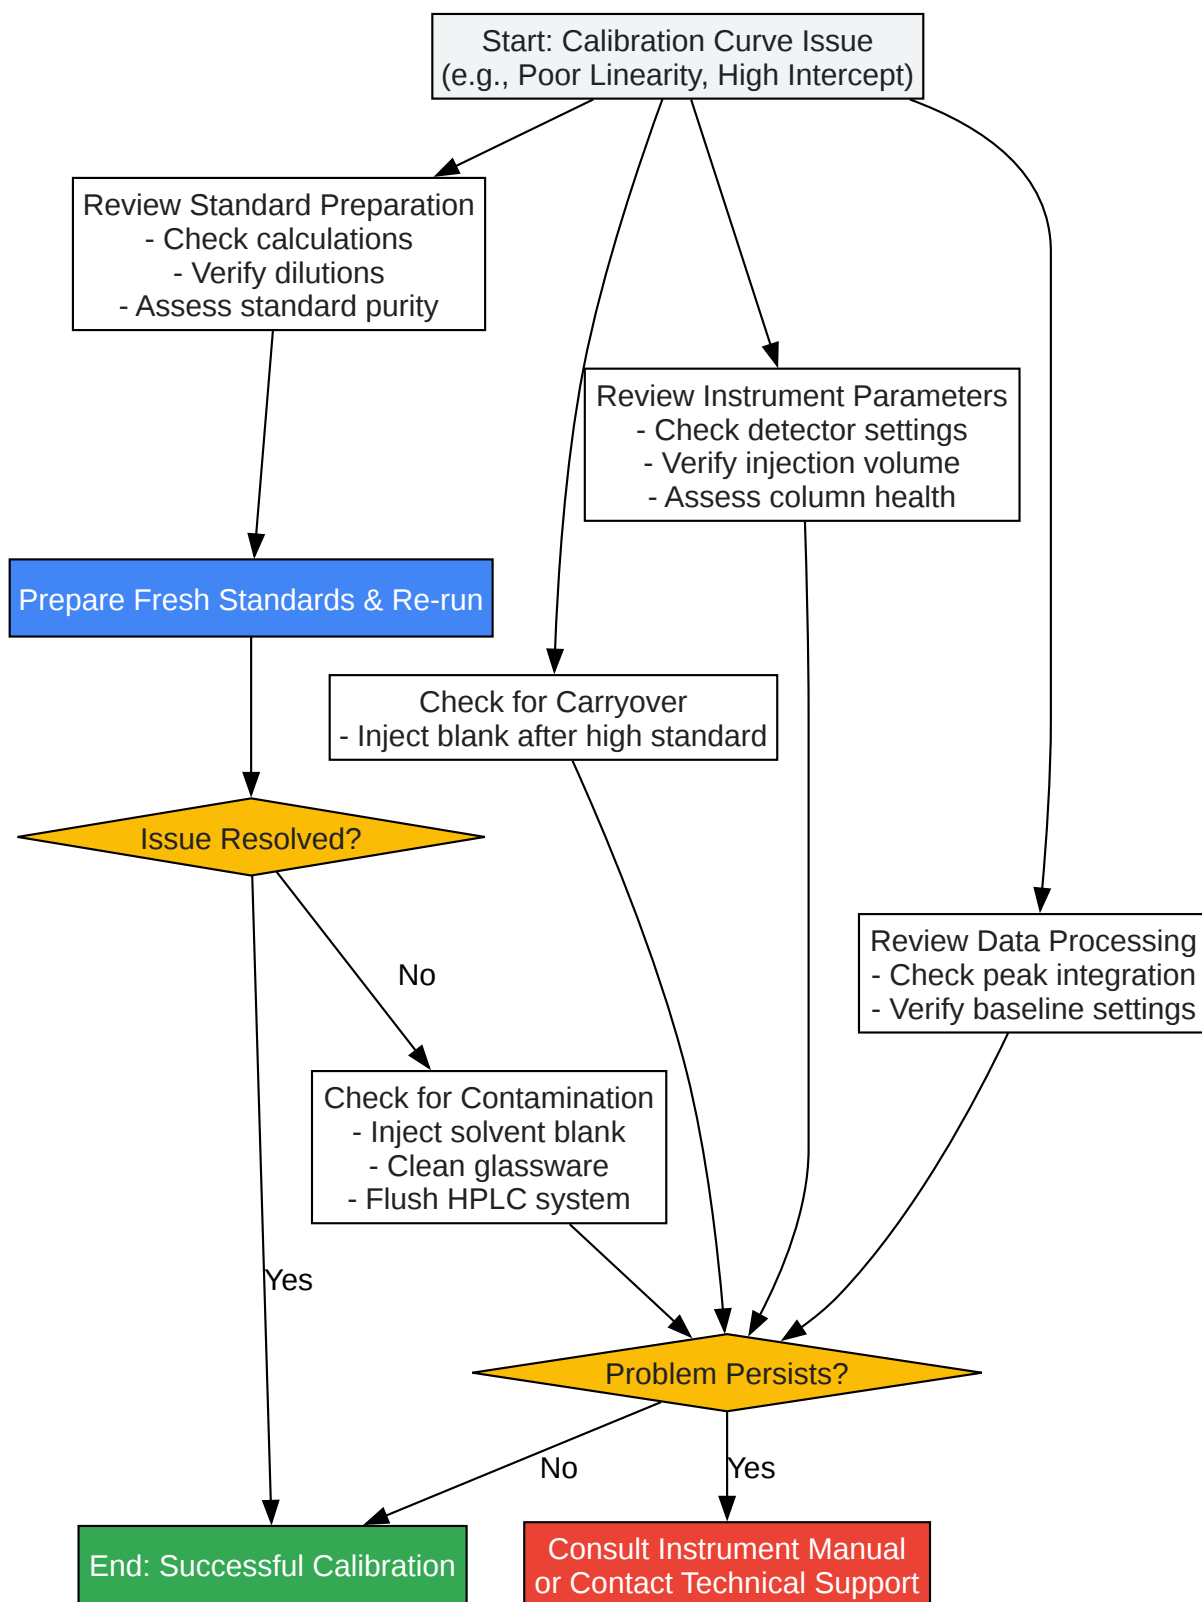 Start: Calibration Curve Issue
(e.g., Poor Linearity, High Intercept)
Review Standard Preparation
- Check calculations
- Verify dilutions
- Assess standard purity
Review Instrument Parameters
- Check detector settings
- Verify injection volume
- Assess column health
Prepare Fresh Standards & Re-run
Check for Carryover
- Inject blank after high standard
Issue Resolved?
Review Data Processing
- Check peak integration
- Verify baseline settings
No
Check for Contamination
- Inject solvent blank
- Clean glassware
- Flush HPLC system
Yes
Problem Persists?
No
Yes
End: Successful Calibration
Consult Instrument Manual
or Contact Technical Support